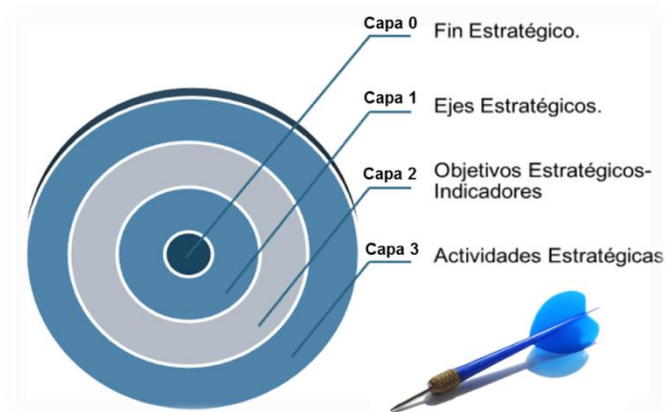 Capa 0 Fin Estratégico.
Capa 1 Ejes Estratégicos.
Capa 2 Objetivos Estratégicos-
Indicadores
Capa 3 Actividades Estratégicas